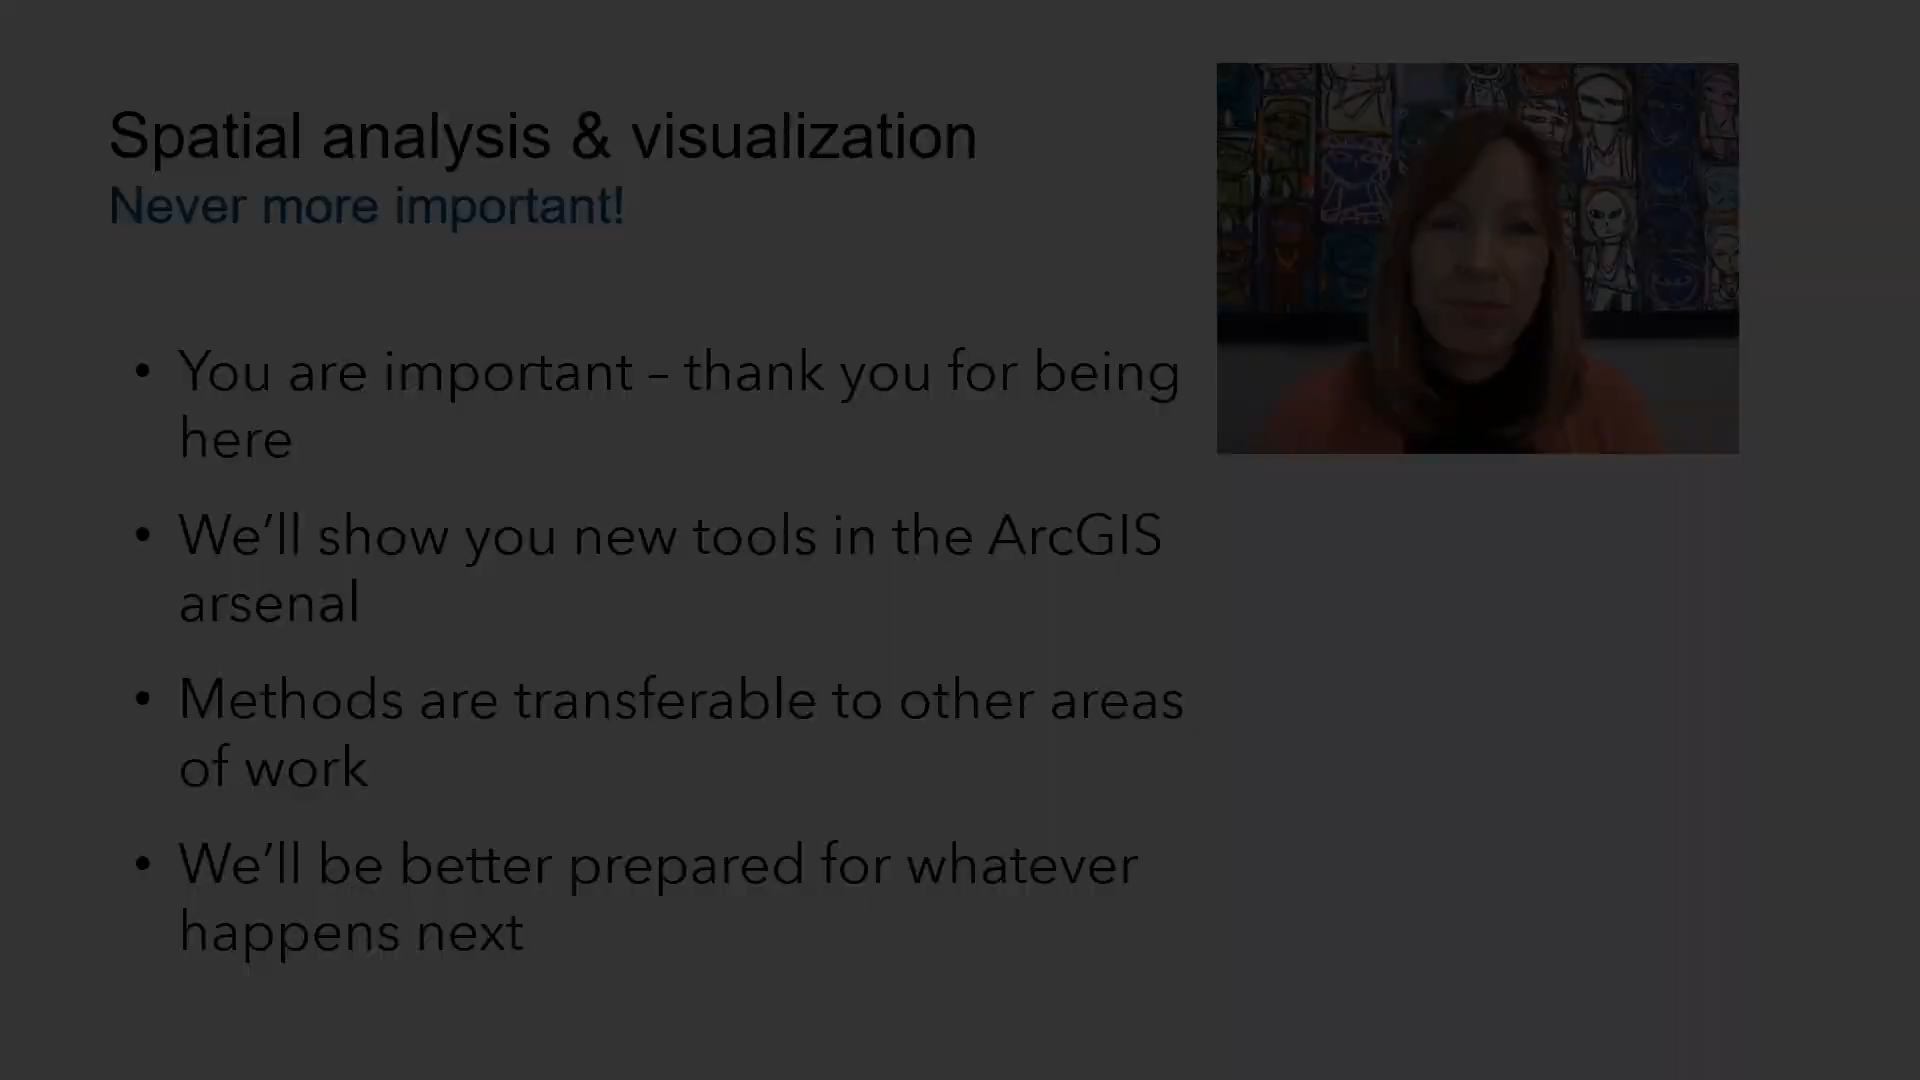 Spatial analysis & visualization
Never more important!
• You are important – thank you for being
here
• We’ll show you new tools in the ArcGIS
arsenal
• Methods are transferable to other areas
of work
• We’ll be better prepared for whatever
happens next